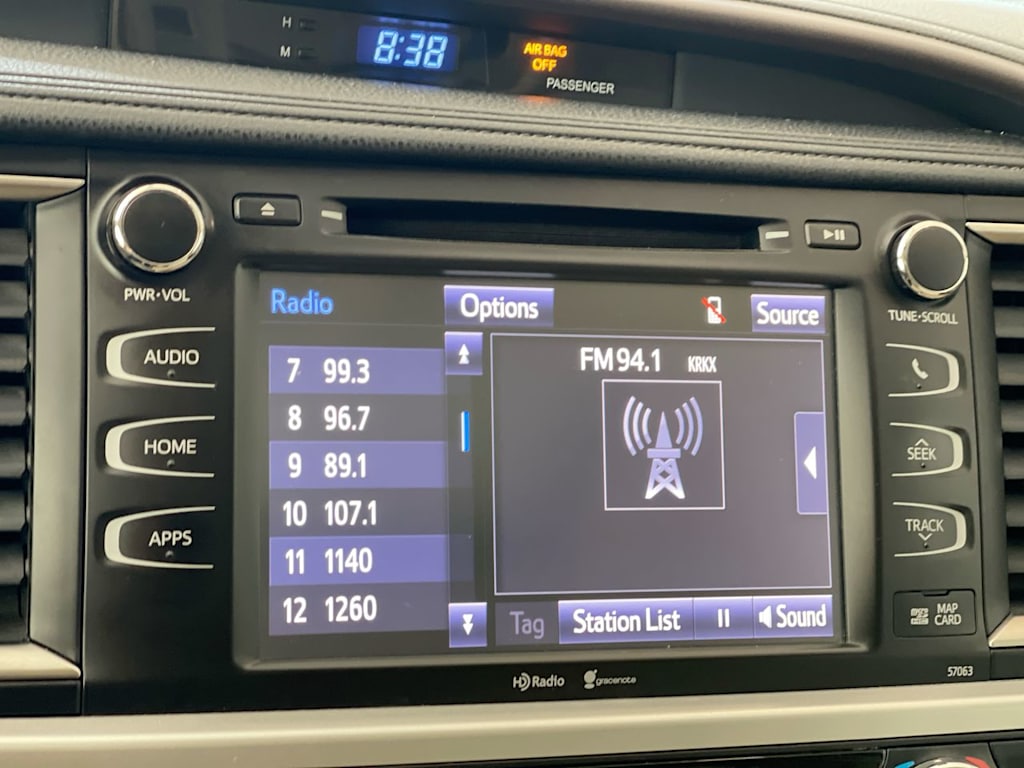 H
M
8:38
AIR BAG
OFF
PASSENGER
PWR•VOL
TUNE•SCROLL
AUDIO
HOME
APPS
SEEK
TRACK
MAP
CARD
Radio
Options
Source
7 99.3
8 96.7
9 89.1
10 107.1
11 1140
12 1260
FM 94.1 KRKX
Tag
Station List
Sound
HD Radio
gracenote
57063